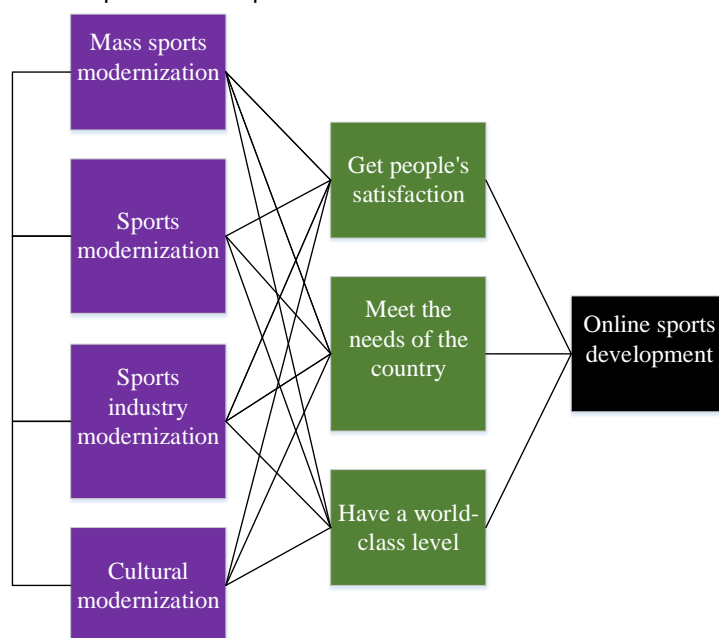 Mass sports
modernization
Sports
modernization
Sports
industry
modernization
Cultural
modernization
Get people's
satisfaction
Meet the
needs of the
country
Have a world-
class level
Online sports
development